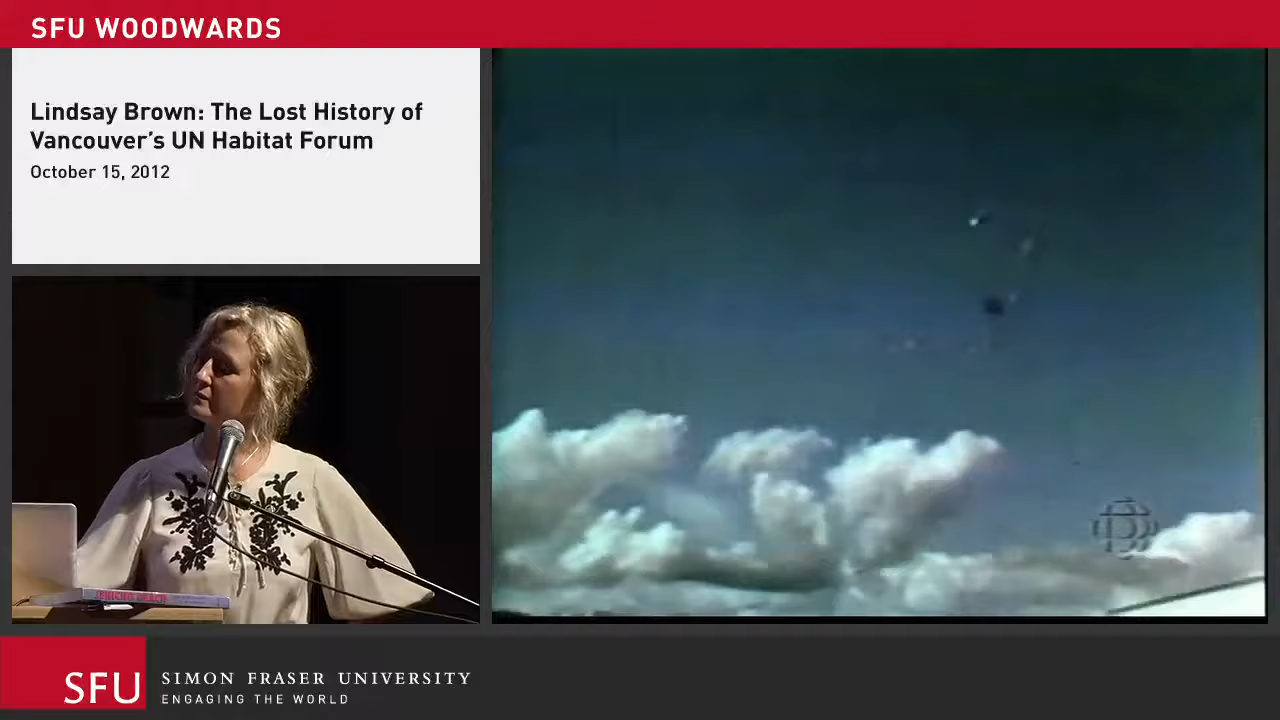 SFU WOODWARDS
Lindsay Brown: The Lost History of
Vancouver's UN Habitat Forum
October 15, 2012
SFU
SIMON FRASER UNIVERSITY
ENGAGING THE WORLD